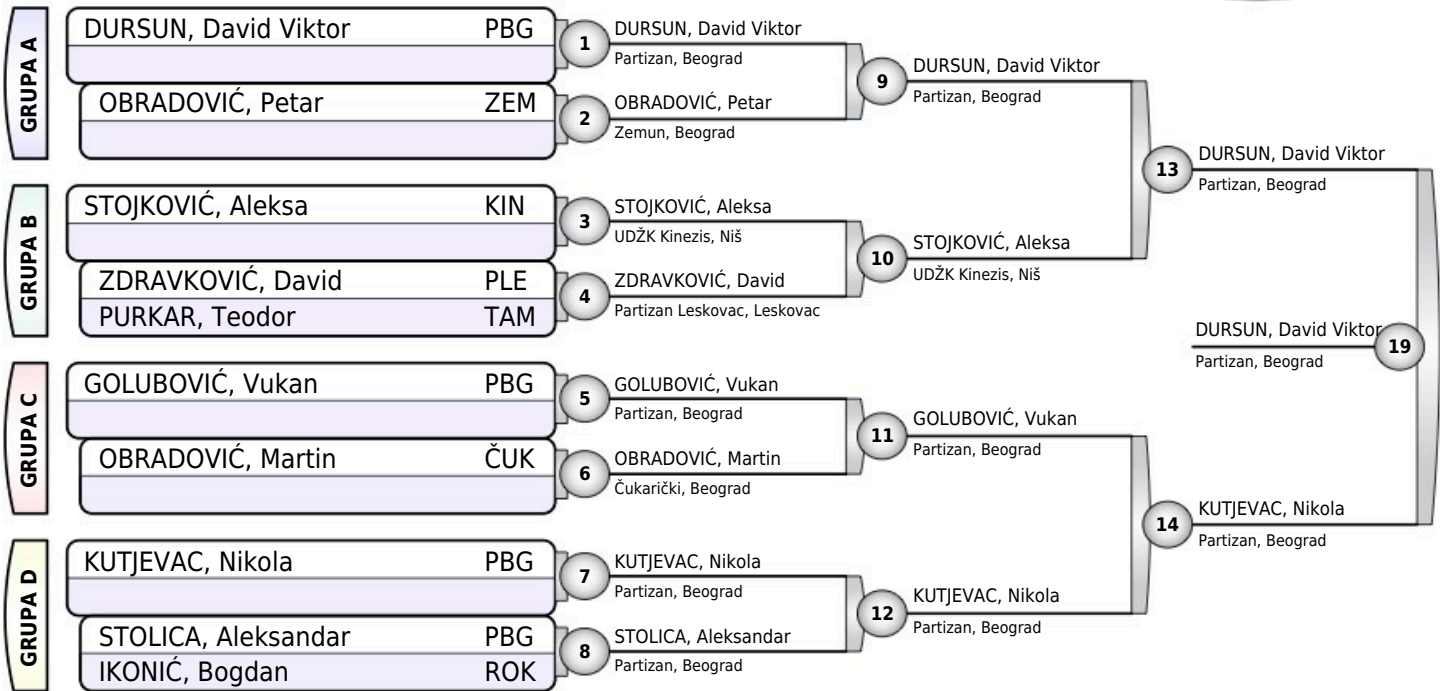 GRUPA A
DURSUN, David Viktor PBG
OBRADOVIĆ, Petar ZEM
GRUPA B
STOJKOVIĆ, Aleksa KIN
ZDRAVKOVIĆ, David PLE
PURKAR, Teodor TAM
GRUPA C
GOLUBOVIĆ, Vukan PBG
OBRADOVIĆ, Martin ČUK
GRUPA D
KUTJEVAC, Nikola PBG
STOLICA, Aleksandar PBG
IKONIĆ, Bogdan ROK
1
DURSUN, David Viktor
Partizan, Beograd
2
OBRADOVIĆ, Petar
Zemun, Beograd
3
STOJKOVIĆ, Aleksa
UDŽK Kinezis, Niš
4
ZDRAVKOVIĆ, David
Partizan Leskovac, Leskovac
5
GOLUBOVIĆ, Vukan
Partizan, Beograd
6
OBRADOVIĆ, Martin
Čukarički, Beograd
7
KUTJEVAC, Nikola
Partizan, Beograd
8
STOLICA, Aleksandar
Partizan, Beograd
9
DURSUN, David Viktor
Partizan, Beograd
10
STOJKOVIĆ, Aleksa
UDŽK Kinezis, Niš
11
GOLUBOVIĆ, Vukan
Partizan, Beograd
12
KUTJEVAC, Nikola
Partizan, Beograd
13
DURSUN, David Viktor
Partizan, Beograd
14
KUTJEVAC, Nikola
Partizan, Beograd
DURSUN, David Viktor
Partizan, Beograd
19